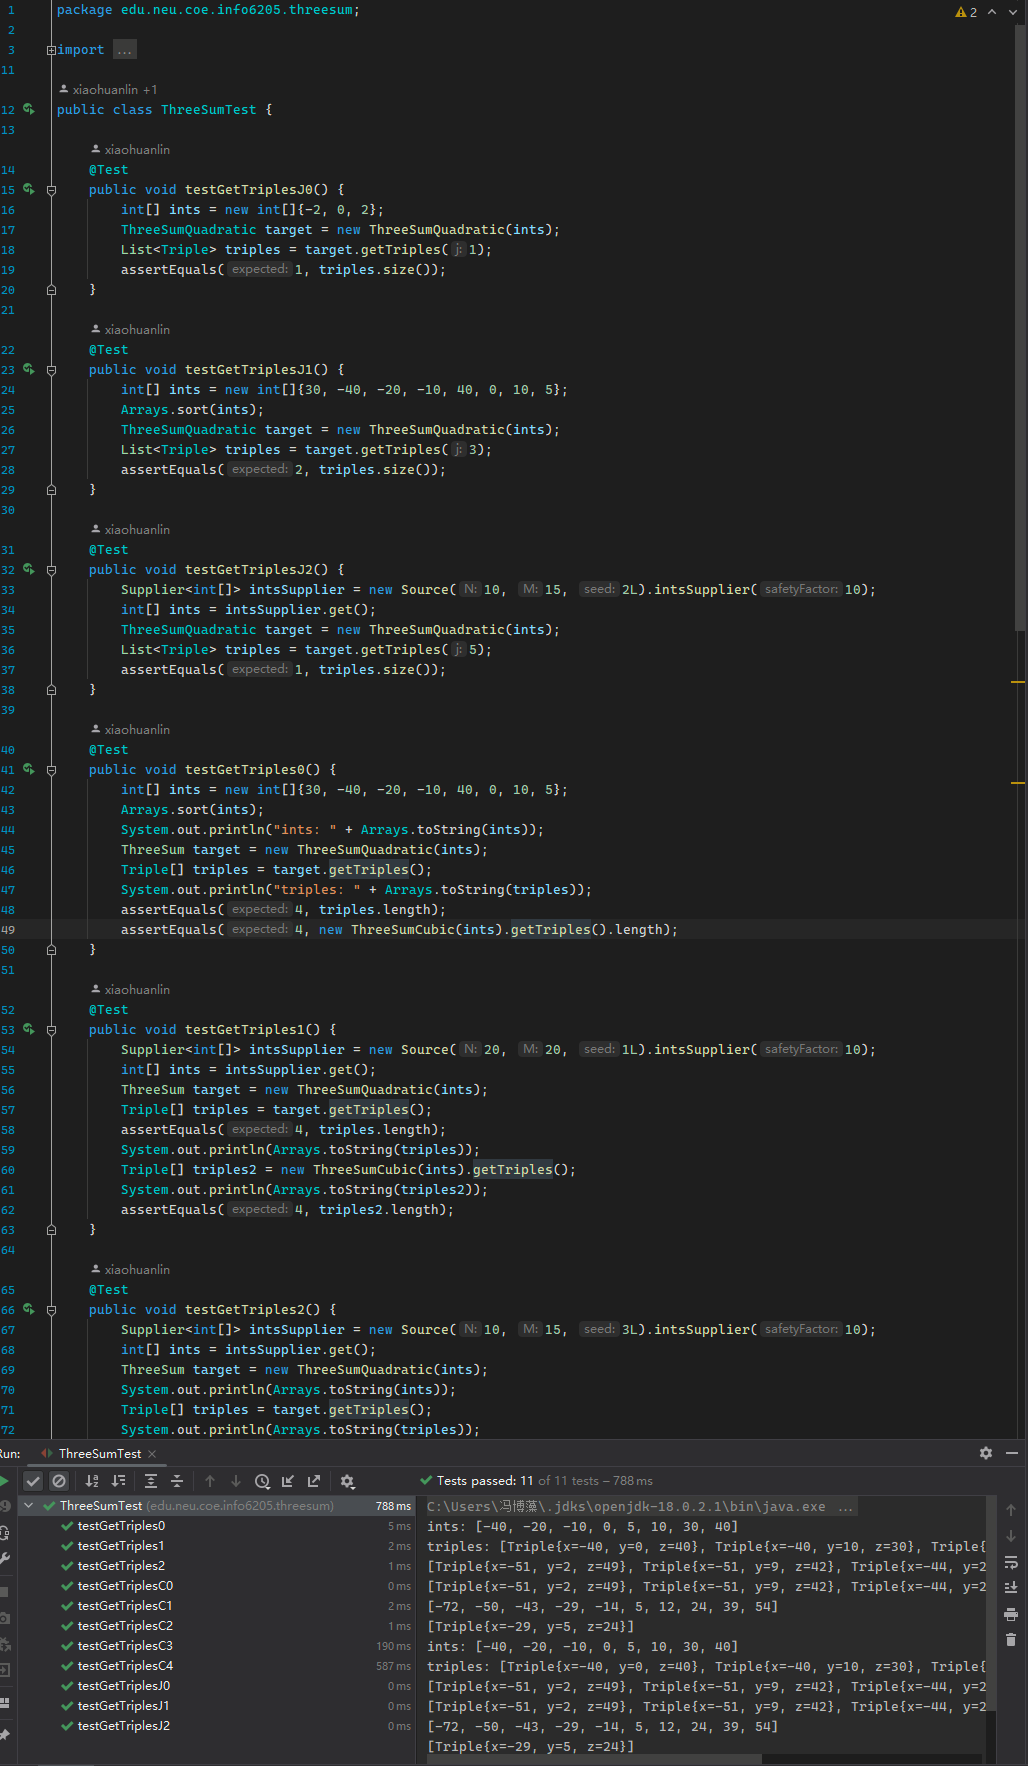 1 package edu.neu.coe.info6205.threesum;
2
2
3 import ...
11
xiaohuanlin +1
12 public class ThreeSumTest {
13
xiaohuanlin
14 @Test
15 public void testGetTriplesJ0() {
16 int[] ints = new int[]{-2, 0, 2};
17 ThreeSumQuadratic target = new ThreeSumQuadratic(ints);
18 List<Triple> triples = target.getTriples( j: 1);
19 assertEquals( expected: 1, triples.size());
20 }
21
xiaohuanlin
22 @Test
23 public void testGetTriplesJ1() {
24 int[] ints = new int[]{30, -40, -20, -10, 40, 0, 10, 5};
25 Arrays.sort(ints);
26 ThreeSumQuadratic target = new ThreeSumQuadratic(ints);
27 List<Triple> triples = target.getTriples( j: 3);
28 assertEquals( expected: 2, triples.size());
29 }
30
xiaohuanlin
31 @Test
32 public void testGetTriplesJ2() {
33 Supplier<int[]> intsSupplier = new Source( N: 10, M: 15, seed: 2L).intsSupplier( safetyFactor: 10);
34 int[] ints = intsSupplier.get();
35 ThreeSumQuadratic target = new ThreeSumQuadratic(ints);
36 List<Triple> triples = target.getTriples( j: 5);
37 assertEquals( expected: 1, triples.size());
38 }
39
xiaohuanlin
40 @Test
41 public void testGetTriples0() {
42 int[] ints = new int[]{30, -40, -20, -10, 40, 0, 10, 5};
43 Arrays.sort(ints);
44 System.out.println("ints: " + Arrays.toString(ints));
45 ThreeSum target = new ThreeSumQuadratic(ints);
46 Triple[] triples = target.getTriples();
47 System.out.println("triples: " + Arrays.toString(triples));
48 assertEquals( expected: 4, triples.length);
49 assertEquals( expected: 4, new ThreeSumCubic(ints).getTriples().length);
50 }
51
xiaohuanlin
52 @Test
53 public void testGetTriples1() {
54 Supplier<int[]> intsSupplier = new Source( N: 20, M: 20, seed: 1L).intsSupplier( safetyFactor: 10);
55 int[] ints = intsSupplier.get();
56 ThreeSum target = new ThreeSumQuadratic(ints);
57 Triple[] triples = target.getTriples();
58 assertEquals( expected: 4, triples.length);
59 System.out.println(Arrays.toString(triples));
60 Triple[] triples2 = new ThreeSumCubic(ints).getTriples();
61 System.out.println(Arrays.toString(triples2));
62 assertEquals( expected: 4, triples2.length);
63 }
64
xiaohuanlin
65 @Test
66 public void testGetTriples2() {
67 Supplier<int[]> intsSupplier = new Source( N: 10, M: 15, seed: 3L).intsSupplier( safetyFactor: 10);
68 int[] ints = intsSupplier.get();
69 ThreeSum target = new ThreeSumQuadratic(ints);
70 System.out.println(Arrays.toString(ints));
71 Triple[] triples = target.getTriples();
72 System.out.println(Arrays.toString(triples));
Run: ThreeSumTest
Tests passed: 11 of 11 tests – 788 ms
ThreeSumTest (edu.neu.coe.info6205.threesum) 788 ms
testGetTriples0 5 ms
testGetTriples1 2 ms
testGetTriples2 1 ms
testGetTriplesC0 0 ms
testGetTriplesC1 2 ms
testGetTriplesC2 1 ms
testGetTriplesC3 190 ms
testGetTriplesC4 587 ms
testGetTriplesJ0 0 ms
testGetTriplesJ1 0 ms
testGetTriplesJ2 0 ms
C:\Users\冯博藻\.jdks\openjdk-18.0.2.1\bin\java.exe ...
ints: [-40, -20, -10, 0, 5, 10, 30, 40]
triples: [Triple{x=-40, y=0, z=40}, Triple{x=-40, y=10, z=30}, Triple{
[Triple{x=-51, y=2, z=49}, Triple{x=-51, y=9, z=42}, Triple{x=-44, y=2
[Triple{x=-51, y=2, z=49}, Triple{x=-51, y=9, z=42}, Triple{x=-44, y=2
[-72, -50, -43, -29, -14, 5, 12, 24, 39, 54]
[Triple{x=-29, y=5, z=24}]
ints: [-40, -20, -10, 0, 5, 10, 30, 40]
triples: [Triple{x=-40, y=0, z=40}, Triple{x=-40, y=10, z=30}, Triple{
[Triple{x=-51, y=2, z=49}, Triple{x=-51, y=9, z=42}, Triple{x=-44, y=2
[Triple{x=-51, y=2, z=49}, Triple{x=-51, y=9, z=42}, Triple{x=-44, y=2
[-72, -50, -43, -29, -14, 5, 12, 24, 39, 54]
[Triple{x=-29, y=5, z=24}]